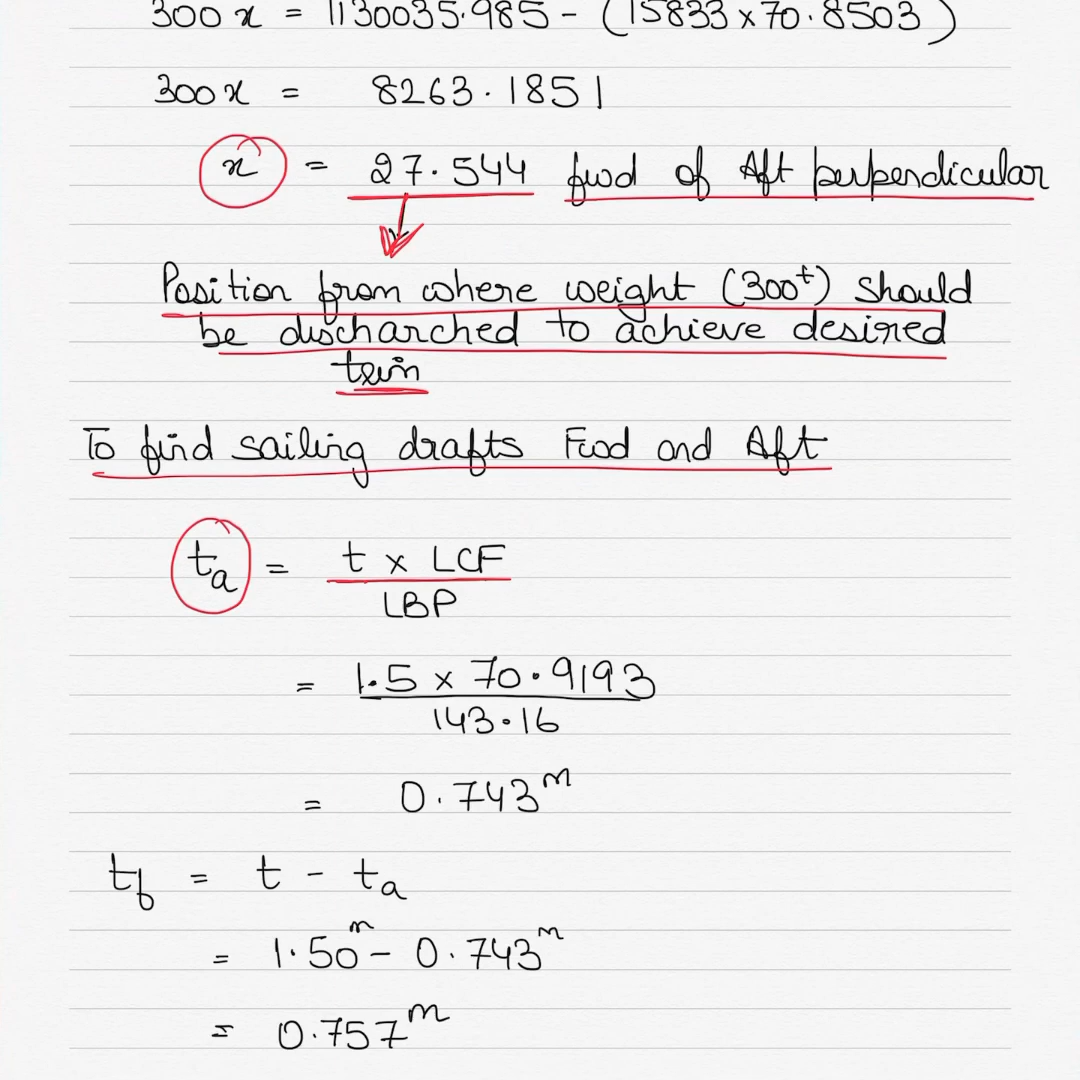 300 x = 1130035.985 - (15833 x 70.8503)
300 x = 8263.1851
x = 27.544 fwd of Aft perpendicular
Position from where weight (300t) should
be discharched to achieve desired
trim
To find sailing drafts Fwd and Aft
ta = t x LCF
LBP
= 1.5 x 70.9193
143.16
= 0.743m
tf = t - ta
= 1.50m - 0.743m
= 0.757m